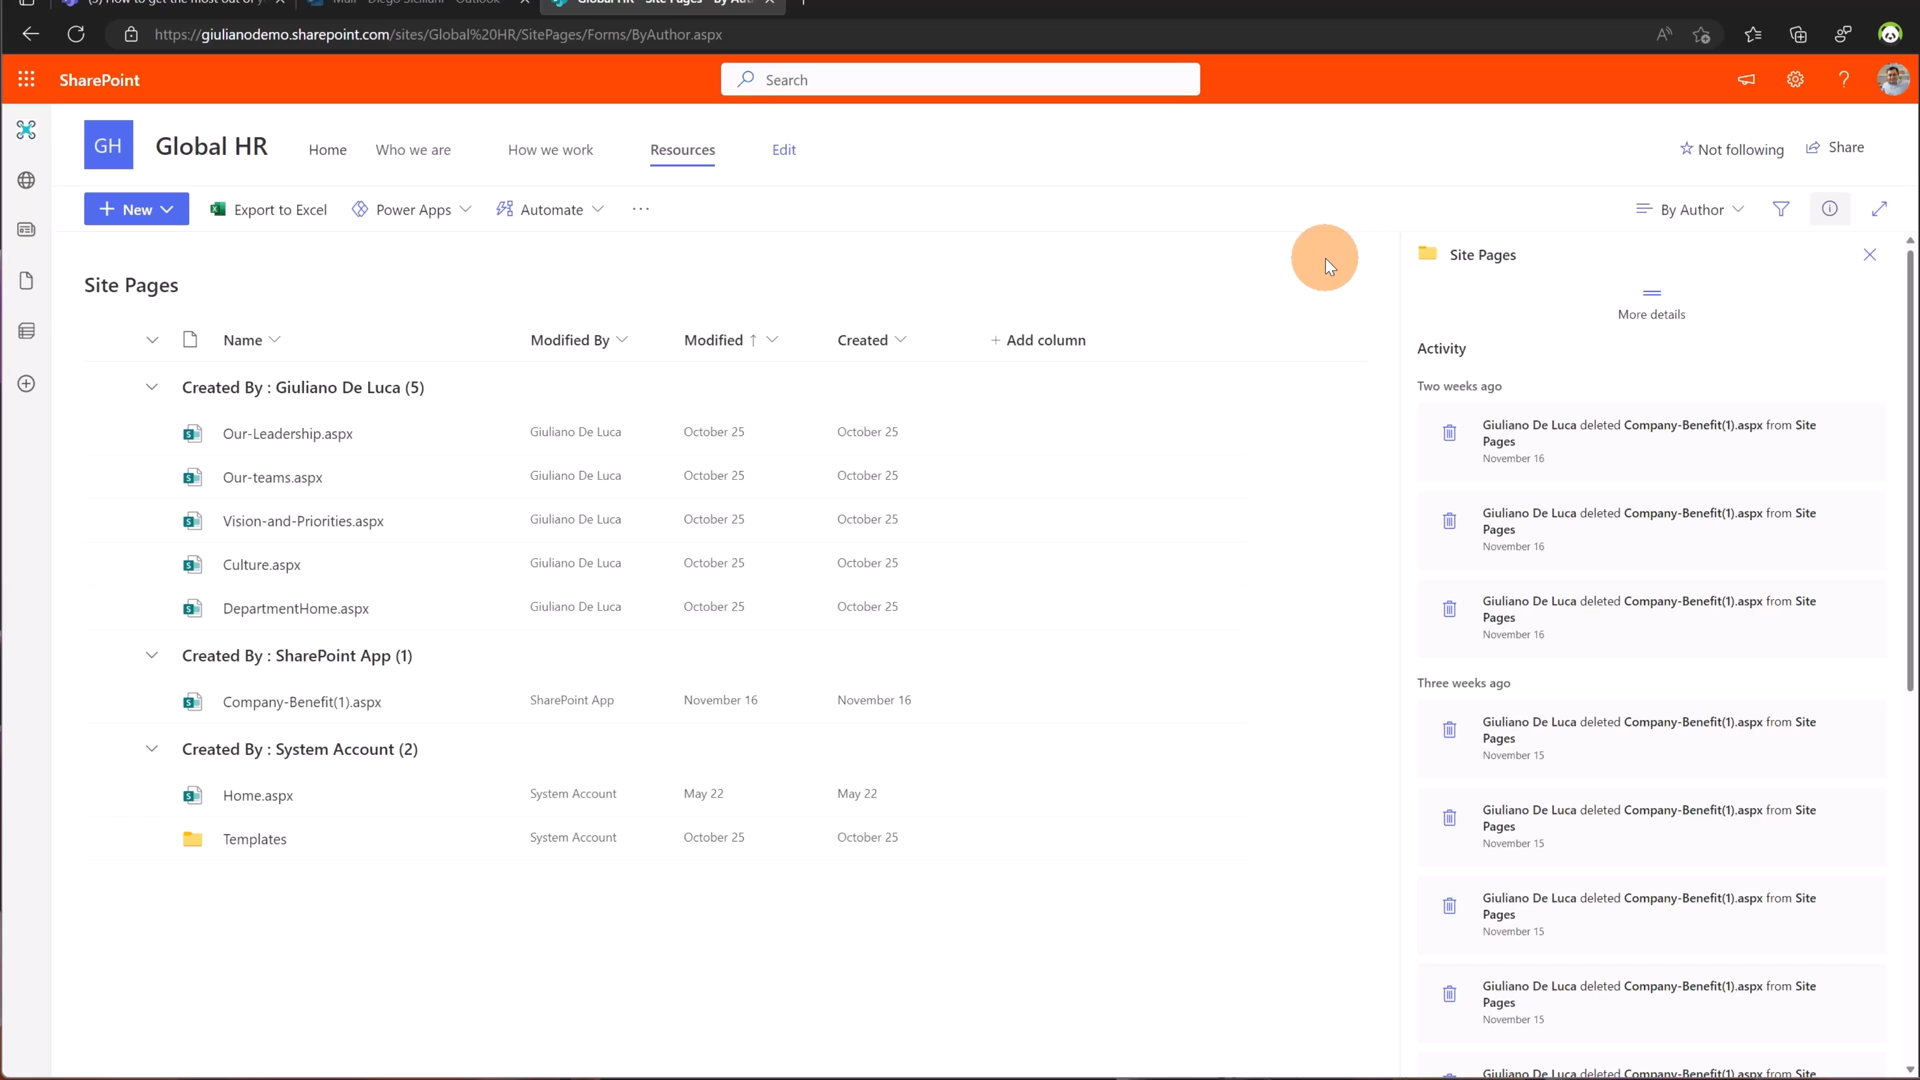 https://giulianodemo.sharepoint.com/sites/Global%20HR/SitePages/Forms/ByAuthor.aspx
SharePoint
Search
GH
Global HR
Home
Who we are
How we work
Resources
Edit
Not following
Share
New
Export to Excel
Power Apps
Automate
By Author
Site Pages
Name
Modified By
Modified
Created
Add column
Created By : Giuliano De Luca (5)
Our-Leadership.aspx Giuliano De Luca October 25 October 25
Our-teams.aspx Giuliano De Luca October 25 October 25
Vision-and-Priorities.aspx Giuliano De Luca October 25 October 25
Culture.aspx Giuliano De Luca October 25 October 25
DepartmentHome.aspx Giuliano De Luca October 25 October 25
Created By : SharePoint App (1)
Company-Benefit(1).aspx SharePoint App November 16 November 16
Created By : System Account (2)
Home.aspx System Account May 22 May 22
Templates System Account October 25 October 25
Site Pages
More details
Activity
Two weeks ago
Giuliano De Luca deleted Company-Benefit(1).aspx from Site
Pages
November 16
Giuliano De Luca deleted Company-Benefit(1).aspx from Site
Pages
November 16
Giuliano De Luca deleted Company-Benefit(1).aspx from Site
Pages
November 16
Three weeks ago
Giuliano De Luca deleted Company-Benefit(1).aspx from Site
Pages
November 15
Giuliano De Luca deleted Company-Benefit(1).aspx from Site
Pages
November 15
Giuliano De Luca deleted Company-Benefit(1).aspx from Site
Pages
November 15
Giuliano De Luca deleted Company-Benefit(1).aspx from Site
Pages
November 15
Giuliano De Luca deleted Company-Benefit(1).aspx from Site